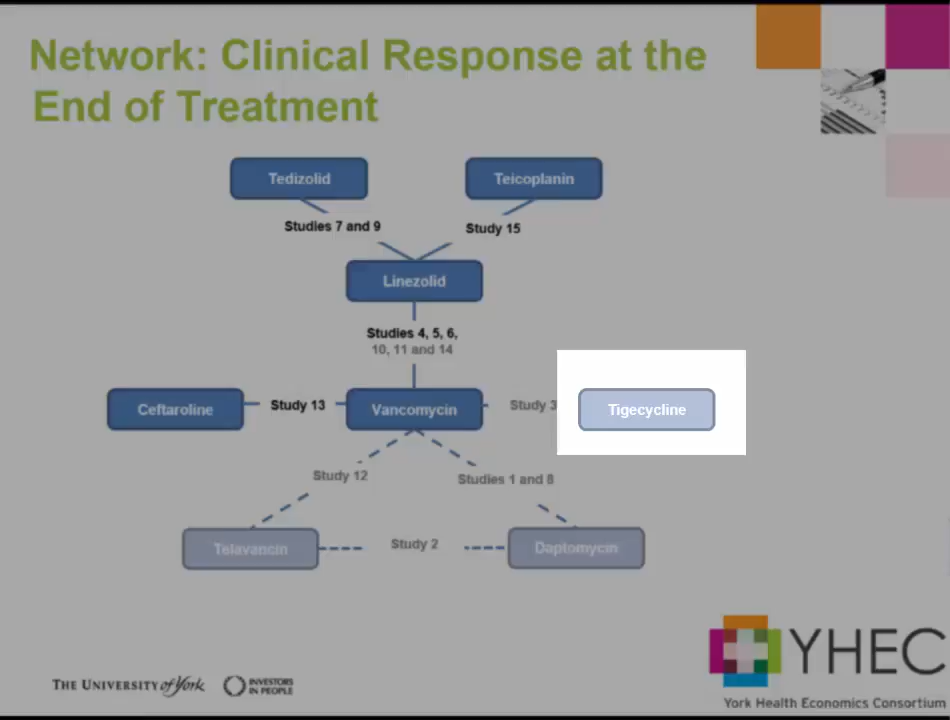 Network: Clinical Response at the
End of Treatment
Tedizolid
Teicoplanin
Studies 7 and 9
Study 15
Linezolid
Studies 4, 5, 6,
10, 11 and 14
Ceftaroline
Study 13
Vancomycin
Study 3
Tigecycline
Study 12
Studies 1 and 8
Telavancin
Study 2
Daptomycin
THE UNIVERSITY of York
INVESTORS
IN PEOPLE
YHEC
York Health Economics Consortium